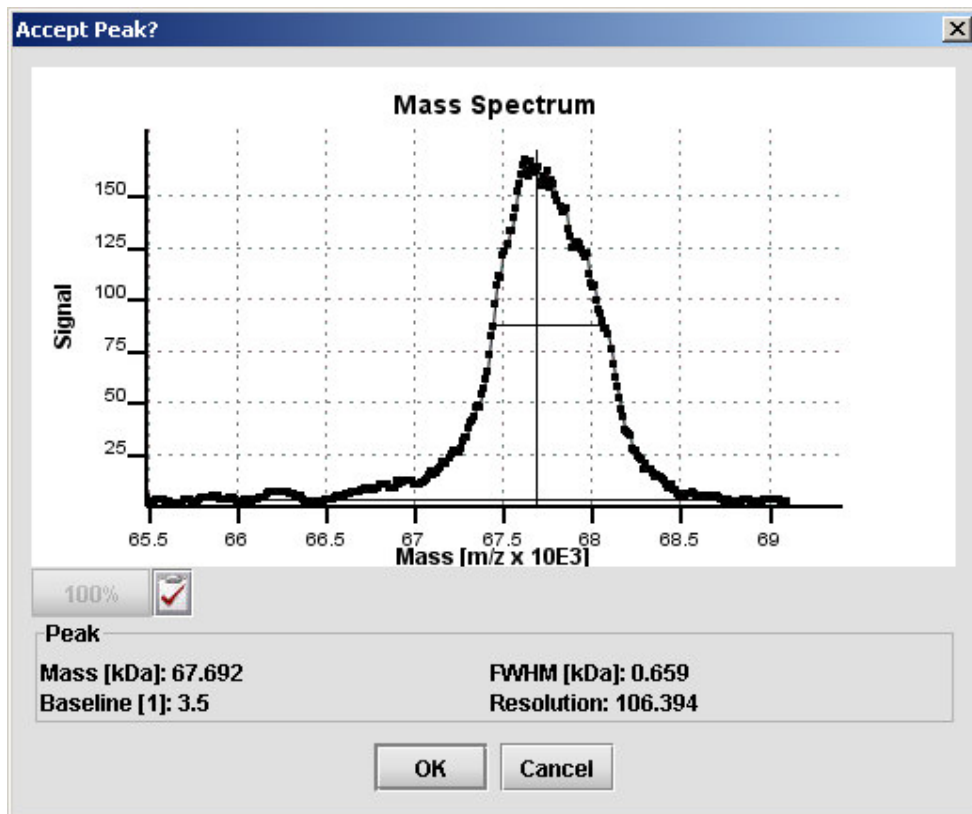 Accept Peak?
Mass Spectrum
Signal
150
125
100
75
50
25
65.5 66 66.5 67 67.5 68 68.5 69
Mass [m/z x 10E3]
100%
Peak
Mass [kDa]: 67.692 FWHM [kDa]: 0.659
Baseline [1]: 3.5 Resolution: 106.394
OK Cancel